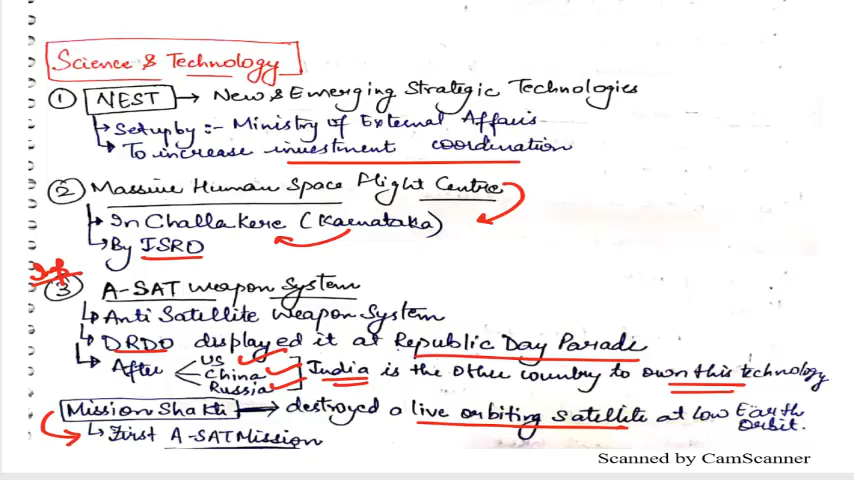 Science & Technology
① NEST → New & Emerging Strategic Technologies
↳ Setup by :- Ministry of External Affairs
↳ To increase investment coordination
② Massive Human Space Flight Centre
↳ In Challakere (Karnataka)
↳ By ISRO
③ A-SAT weapon System
↳ Anti Satellite Weapon System
↳ DRDO displayed it at Republic Day Parade
↳ After US China Russia India is the other country to own this technology
Mission Shakti → destroyed a live orbiting satellite at low Earth Orbit.
↳ First A-SAT Mission
Scanned by CamScanner